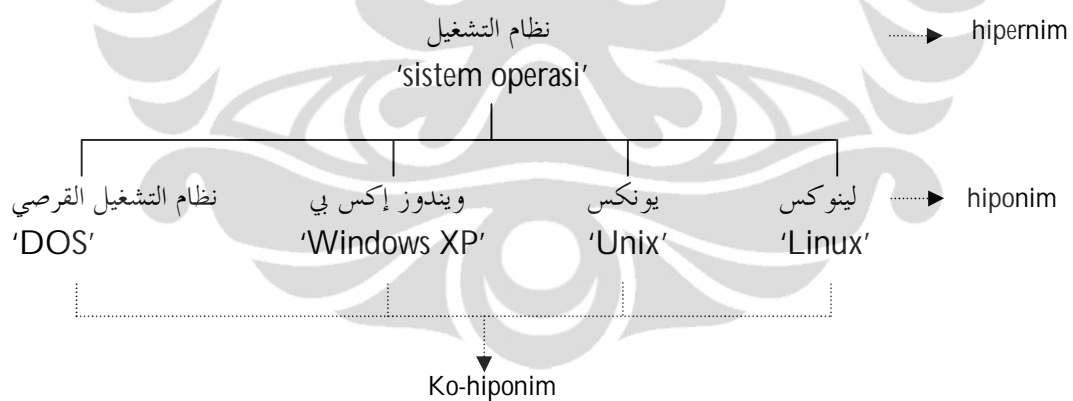 نظام التشغيل
hipernim
‘sistem operasi’
نظام التشغيل القرصي
ويندوز إكس بي
يونكس
لينوكس
hiponim
‘DOS’
‘Windows XP’
‘Unix’
‘Linux’
Ko-hiponim